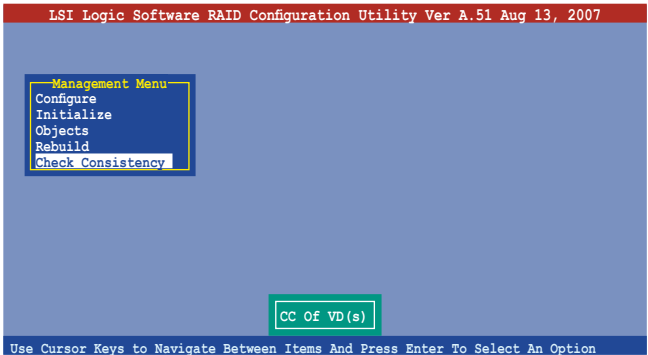 LSI Logic Software RAID Configuration Utility Ver A.51 Aug 13, 2007
Management Menu
Configure
Initialize
Objects
Rebuild
Check Consistency
CC Of VD(s)
Use Cursor Keys to Navigate Between Items And Press Enter To Select An Option